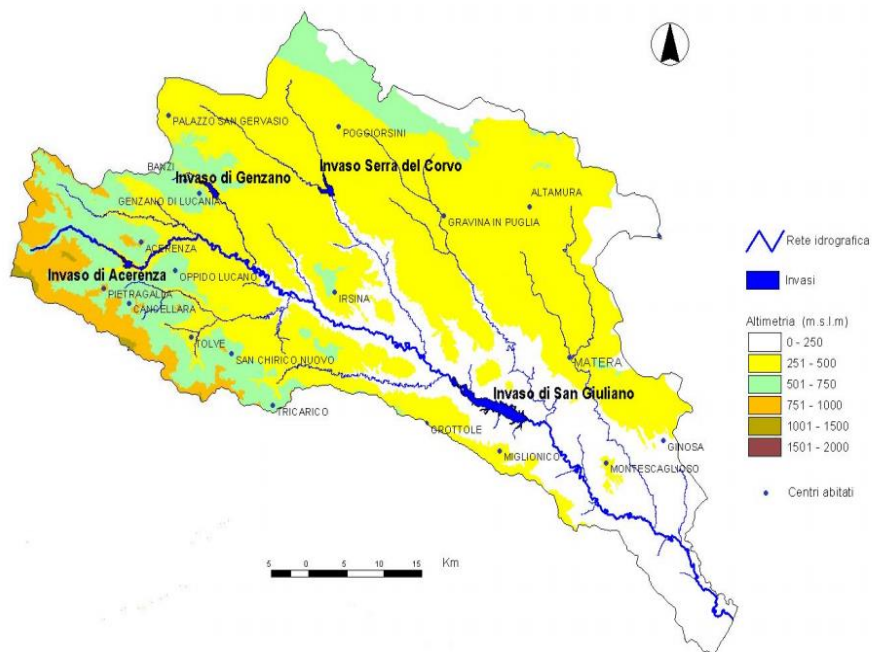 PALAZZO SAN GERVASIO
POGGIORSINI
BANZI
Invaso di Genzano
Invaso Serra del Corvo
GENZANO DI LUCANIA
ALTAMURA
GRAVINA IN PUGLIA
ACERENZA
Invaso di Acerenza
OPPIDO LUCANO
PIETRAGALLA
CANCELLARA
IRSINA
TOLVE
SAN CHIRICO NUOVO
MATERA
Invaso di San Giuliano
TRICARICO
GROTTOLE
MIGLIONICO
GINOSA
MONTESCAGLIOSO
Rete idrografica
Invasi
Altimetria (m.s.l.m)
0 - 250
251 - 500
501 - 750
751 - 1000
1001 - 1500
1501 - 2000
Centri abitati
5 0 5 10 15 Km